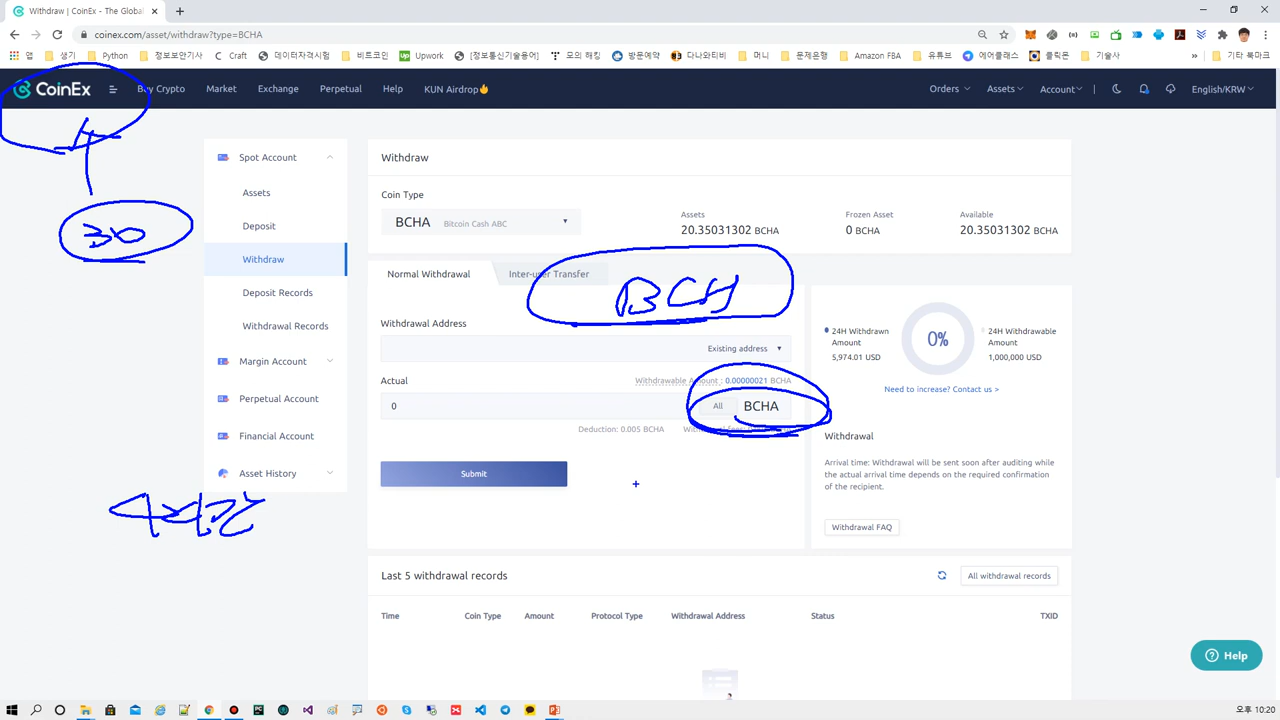 Withdraw | CoinEx - The Global
coinex.com/asset/withdraw?type=BCHA
앱 생기 Python 정보보안기사 Craft 데이터자격시험 비트코인 Upwork [정보통신기술용어] 모의 해킹 방문예약 다나와티비 머니 문제은행 Amazon FBA 유튜브 에어클래스 클릭온 기술사 » 기타 북마크
CoinEx Buy Crypto Market Exchange Perpetual Help KUN Airdrop🔥 Orders Assets Account English/KRW
Spot Account
Assets
Deposit
Withdraw
Deposit Records
Withdrawal Records
Margin Account
Perpetual Account
Financial Account
Asset History
30
Withdraw
Coin Type
BCHA Bitcoin Cash ABC
Assets
20.35031302 BCHA
Frozen Asset
0 BCHA
Available
20.35031302 BCHA
Normal Withdrawal Inter-user Transfer
BCH
Withdrawal Address
Existing address
Actual Withdrawable Amount : 0.00000021 BCHA
0 All BCHA
Deduction: 0.005 BCHA
Submit
24H Withdrawn Amount
5,974.01 USD
0%
24H Withdrawable Amount
1,000,000 USD
Need to increase? Contact us >
Withdrawal
Arrival time: Withdrawal will be sent soon after auditing while
the actual arrival time depends on the required confirmation
of the recipient.
Withdrawal FAQ
Last 5 withdrawal records All withdrawal records
Time Coin Type Amount Protocol Type Withdrawal Address Status TXID
Help
오후 10:20